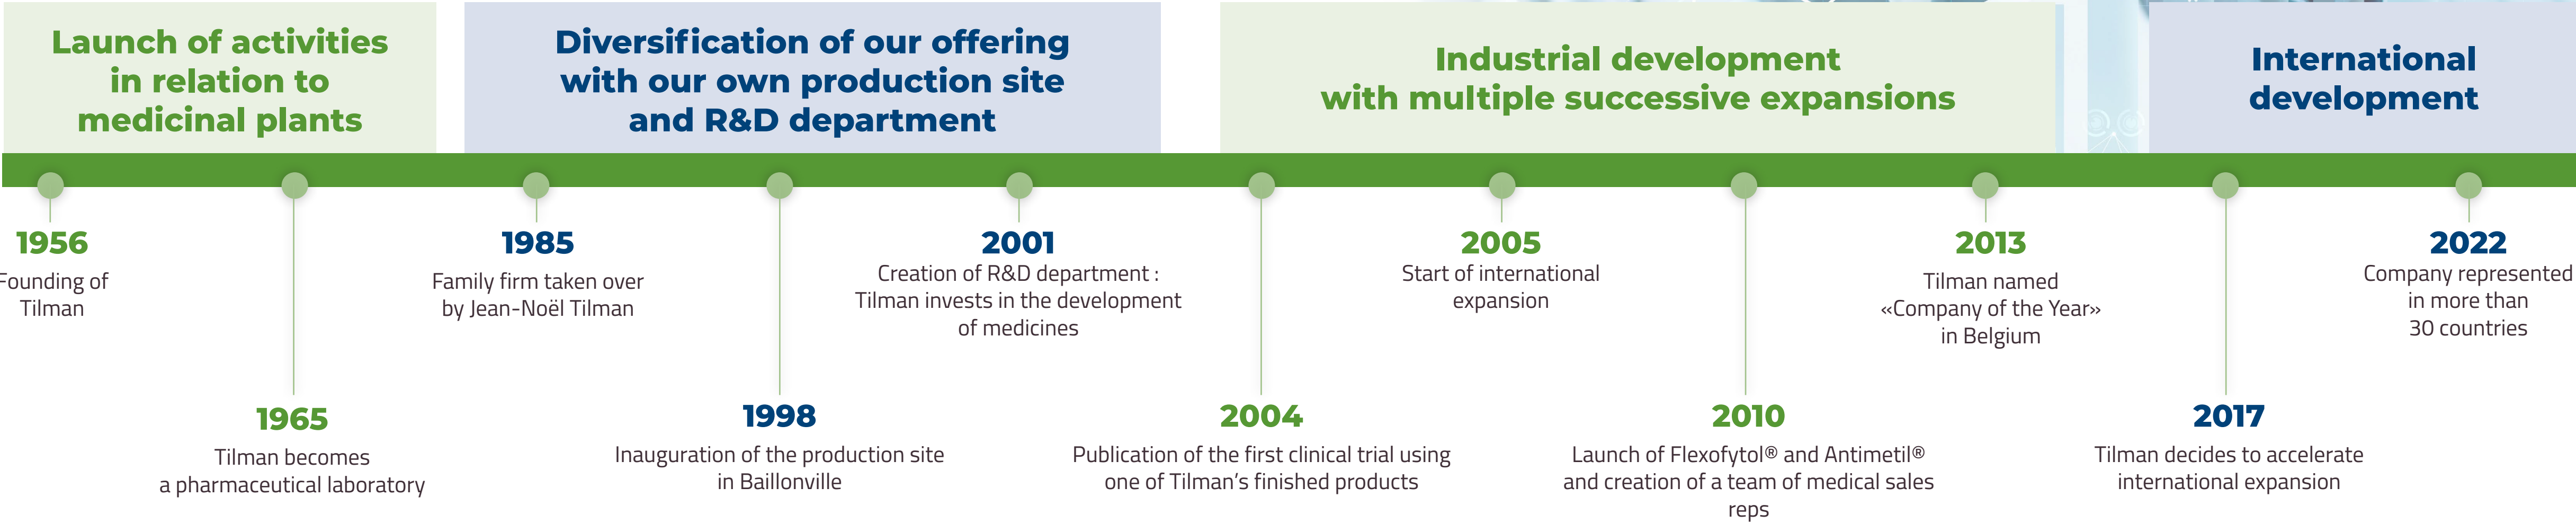 Launch of activities
in relation to
medicinal plants
Diversification of our offering
with our own production site
and R&D department
Industrial development
with multiple successive expansions
International
development
1956
Founding of
Tilman
1965
Tilman becomes
a pharmaceutical laboratory
1985
Family firm taken over
by Jean-Noël Tilman
1998
Inauguration of the production site
in Baillonville
2001
Creation of R&D department :
Tilman invests in the development
of medicines
2004
Publication of the first clinical trial using
one of Tilman’s finished products
2005
Start of international
expansion
2010
Launch of Flexofytol® and Antimetil®
and creation of a team of medical sales
reps
2013
Tilman named
«Company of the Year»
in Belgium
2017
Tilman decides to accelerate
international expansion
2022
Company represented
in more than
30 countries